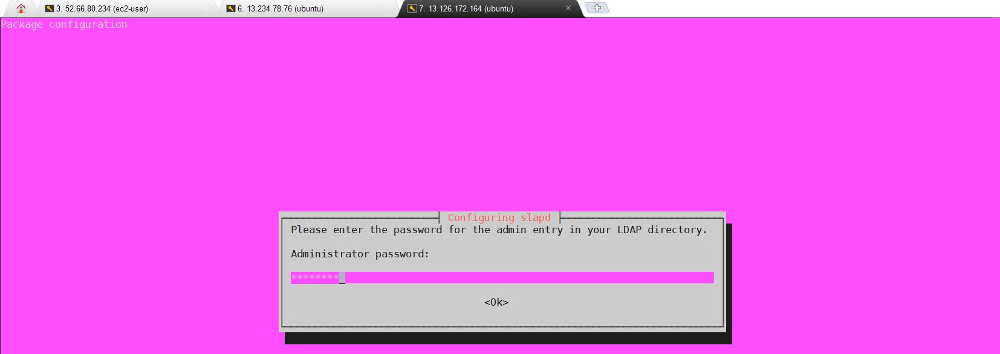 3. 52.66.80.234 (ec2-user)
6. 13.234.78.76 (ubuntu)
7. 13.126.172.164 (ubuntu)
Package configuration
Configuring slapd
Please enter the password for the admin entry in your LDAP directory.
Administrator password:
********_
<Ok>